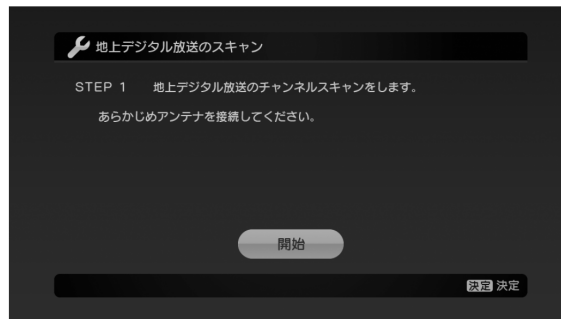 地上デジタル放送のスキャン
STEP 1 地上デジタル放送のチャンネルスキャンをします。
あらかじめアンテナを接続してください。
開始
決定 決定